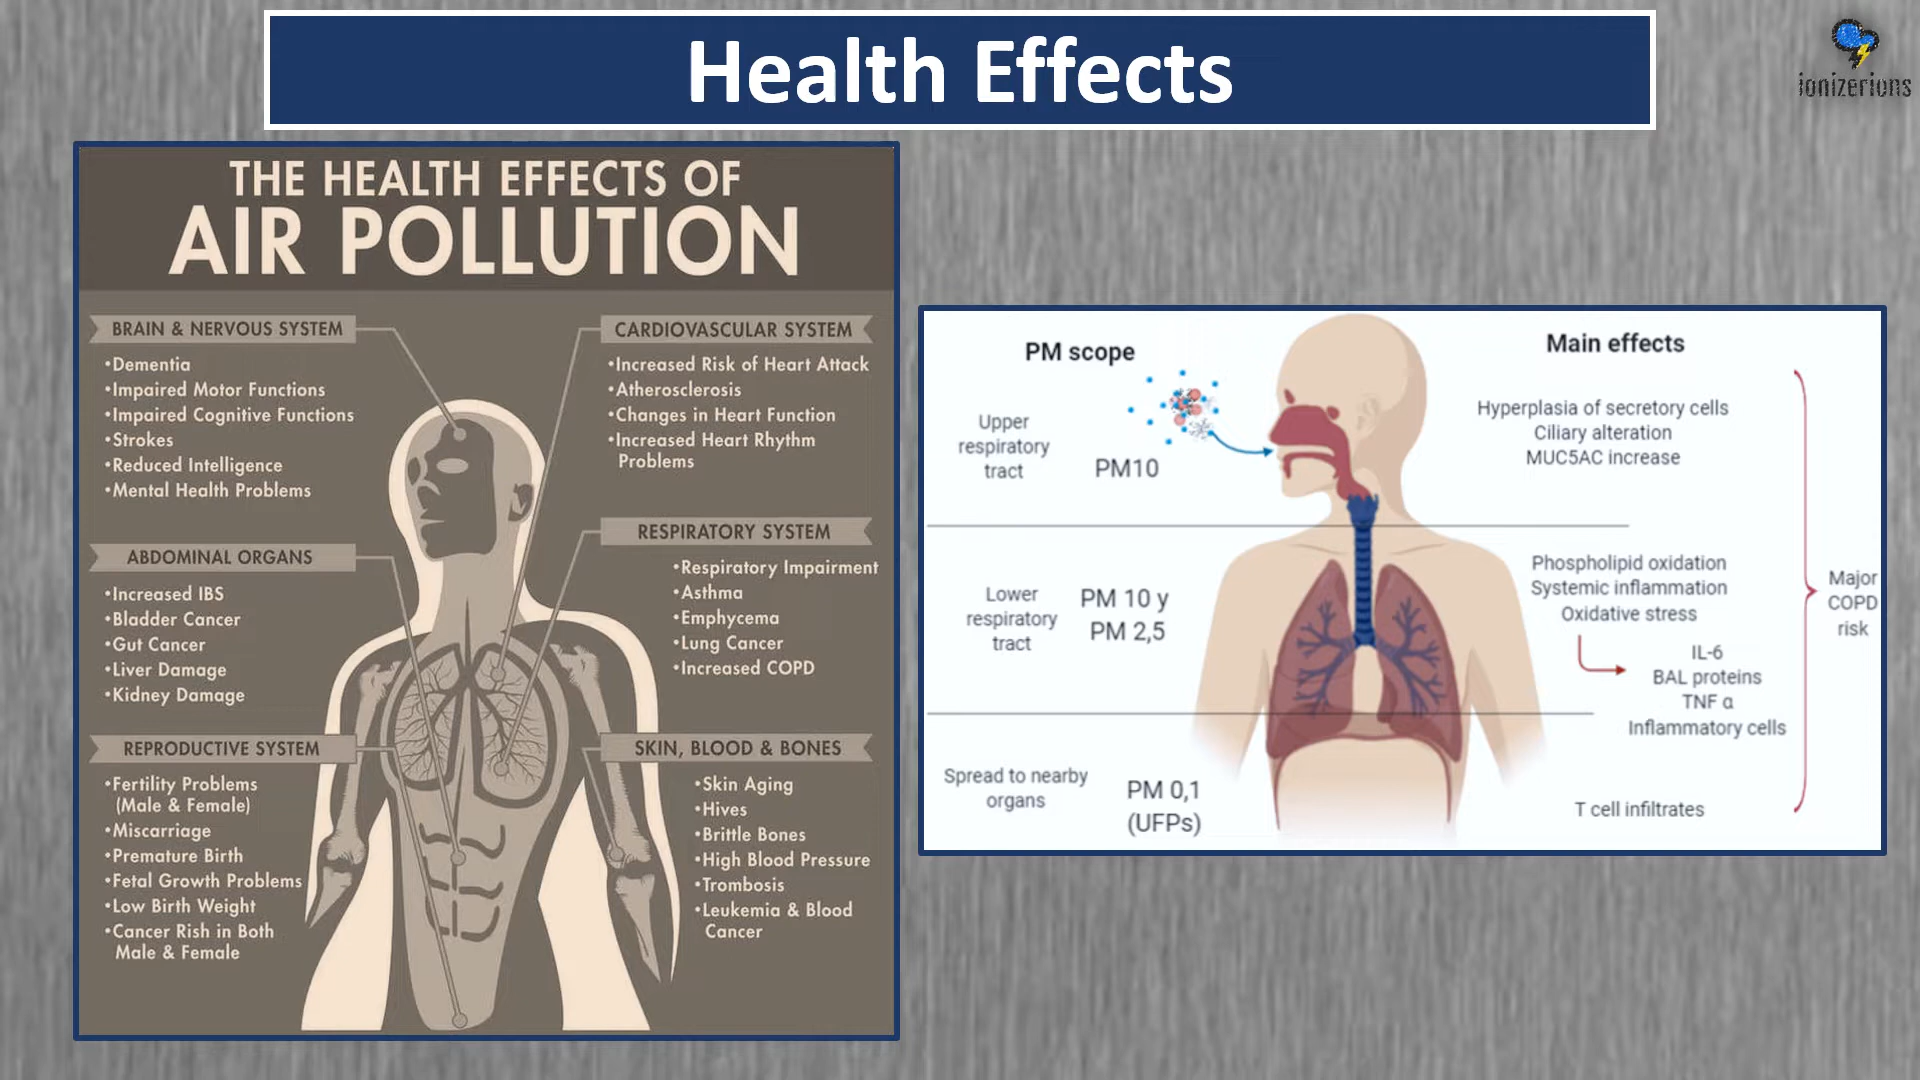 Health Effects
ionizerions
THE HEALTH EFFECTS OF
AIR POLLUTION
BRAIN & NERVOUS SYSTEM
•Dementia
•Impaired Motor Functions
•Impaired Cognitive Functions
•Strokes
•Reduced Intelligence
•Mental Health Problems
ABDOMINAL ORGANS
•Increased IBS
•Bladder Cancer
•Gut Cancer
•Liver Damage
•Kidney Damage
REPRODUCTIVE SYSTEM
•Fertility Problems
(Male & Female)
•Miscarriage
•Premature Birth
•Fetal Growth Problems
•Low Birth Weight
•Cancer Rish in Both
Male & Female
CARDIOVASCULAR SYSTEM
•Increased Risk of Heart Attack
•Atherosclerosis
•Changes in Heart Function
•Increased Heart Rhythm
Problems
RESPIRATORY SYSTEM
•Respiratory Impairment
•Asthma
•Emphycema
•Lung Cancer
•Increased COPD
SKIN, BLOOD & BONES
•Skin Aging
•Hives
•Brittle Bones
•High Blood Pressure
•Trombosis
•Leukemia & Blood
Cancer
PM scope
Main effects
Upper
respiratory
tract
PM10
Hyperplasia of secretory cells
Ciliary alteration
MUC5AC increase
Lower
respiratory
tract
PM 10 y
PM 2,5
Phospholipid oxidation
Systemic inflammation
Oxidative stress
IL-6
BAL proteins
TNF α
Inflammatory cells
Spread to nearby
organs
PM 0,1
(UFPs)
T cell infiltrates
Major
COPD
risk